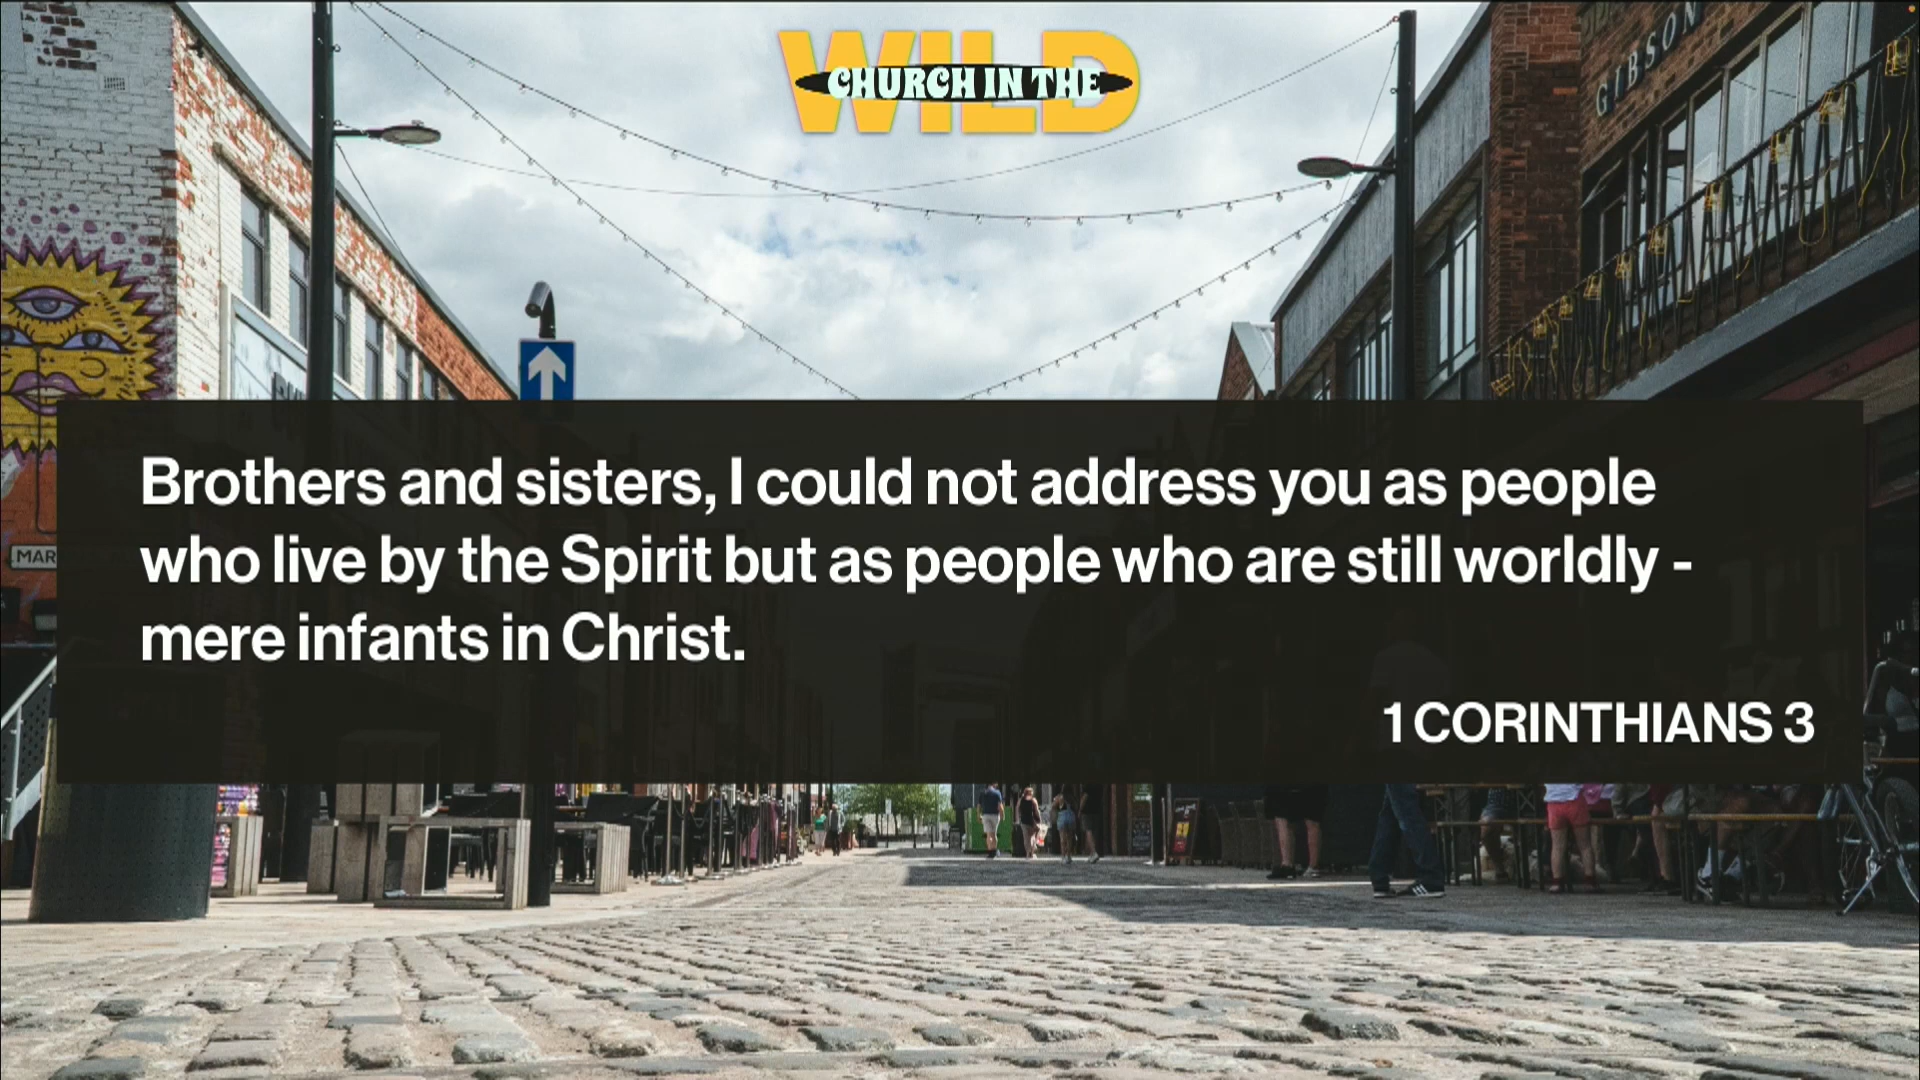 WILD
CHURCH IN THE
GIBSON
MAR
Brothers and sisters, I could not address you as people
who live by the Spirit but as people who are still worldly -
mere infants in Christ.
1 CORINTHIANS 3